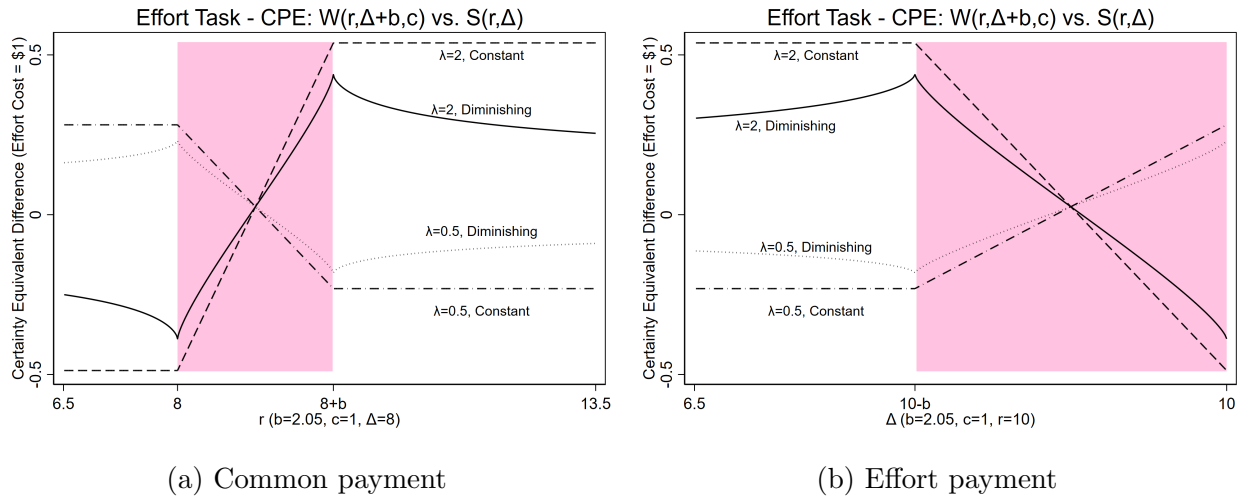 Effort Task - CPE: W(r,Δ+b,c) vs. S(r,Δ)
Certainty Equivalent Difference (Effort Cost = $1)
0.5
0
-0.5
λ=2, Constant
λ=2, Diminishing
λ=0.5, Diminishing
λ=0.5, Constant
6.5
8
8+b
13.5
r (b=2.05, c=1, Δ=8)
(a) Common payment
Effort Task - CPE: W(r,Δ+b,c) vs. S(r,Δ)
Certainty Equivalent Difference (Effort Cost = $1)
0.5
0
-0.5
λ=2, Constant
λ=2, Diminishing
λ=0.5, Diminishing
λ=0.5, Constant
6.5
10-b
10
Δ (b=2.05, c=1, r=10)
(b) Effort payment